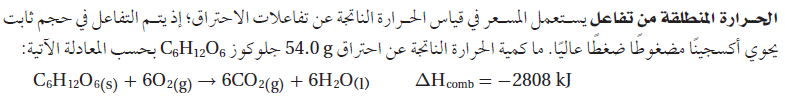 الحرارة المنطلقة من تفاعل يستعمل المسعر في قياس الحرارة الناتجة عن تفاعلات الاحتراق؛ إذ يتم التفاعل في حجم ثابت
يحوي أكسجينًا مضغوطًا ضغطًا عاليًا. ما كمية الحرارة الناتجة عن احتراق 54.0 g جلوكوز C₆H₁₂O₆ بحسب المعادلة الآتية:
C₆H₁₂O₆(s) + 6O₂(g) → 6CO₂(g) + 6H₂O(l) ΔHcomb = −2808 kJ